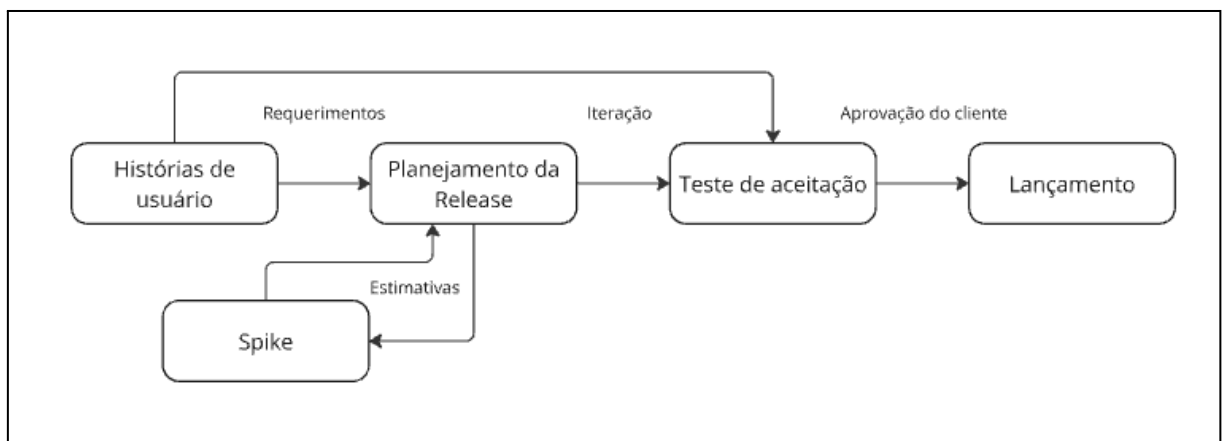 Requerimentos
Iteração
Aprovação do cliente
Histórias de
usuário
Planejamento da
Release
Teste de aceitação
Lançamento
Estimativas
Spike